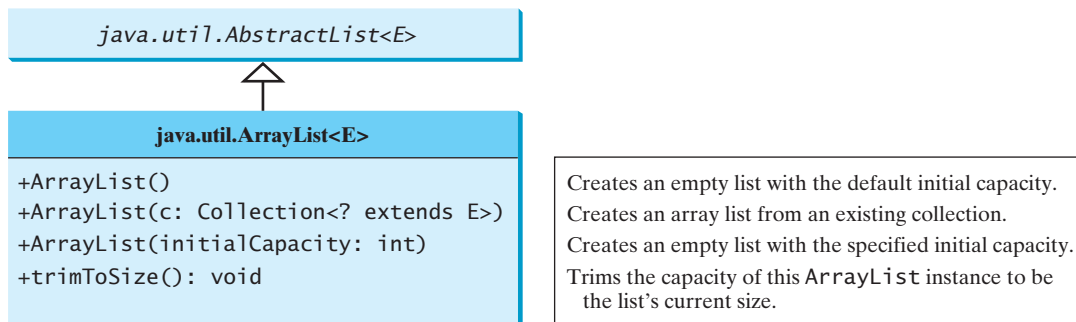 java.util.AbstractList<E>
java.util.ArrayList<E>
+ArrayList()
+ArrayList(c: Collection<? extends E>)
+ArrayList(initialCapacity: int)
+trimToSize(): void
Creates an empty list with the default initial capacity.
Creates an array list from an existing collection.
Creates an empty list with the specified initial capacity.
Trims the capacity of this ArrayList instance to be
the list's current size.